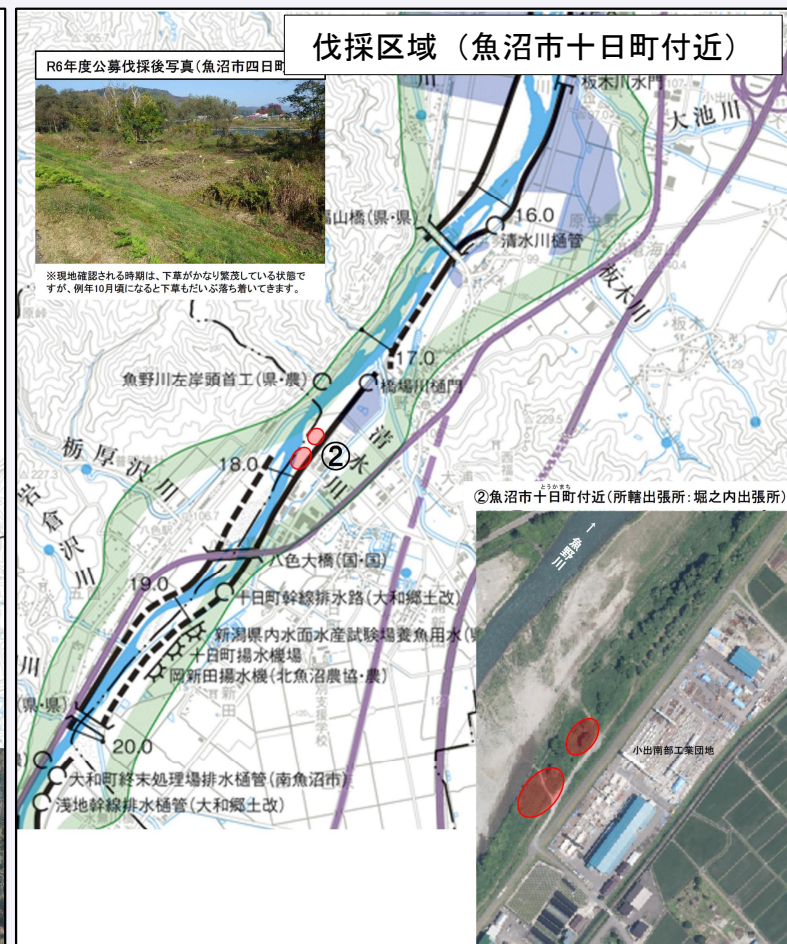 伐採区域（魚沼市十日町付近）
R6年度公募伐採後写真(魚沼市四日町
※現地確認される時期は、下草がかなり繁茂している状態で
すが、例年10月頃になると下草もだいぶ落ち着いてきます。
板木川水門
大池川
福山橋(県・県)
16.0
清水川樋管
板木川
17.0
魚野川左岸頭首工(県・農)
橋場川樋門
清水川
②
18.0
栃厚沢川
岩倉沢川
八色大橋(国・国)
19.0
十日町幹線排水路(大和郷土改)
新潟県内水面水産試験場養魚用水(県
十日町揚水機場
岡新田揚水機(北魚沼農協・農)
川
(県・県)
20.0
大和町終末処理場排水樋管(南魚沼市)
浅地幹線排水樋管(大和郷土改)
とうかまち
②魚沼市十日町付近(所轄出張所:堀之内出張所)
←魚野川
小出南部工業団地